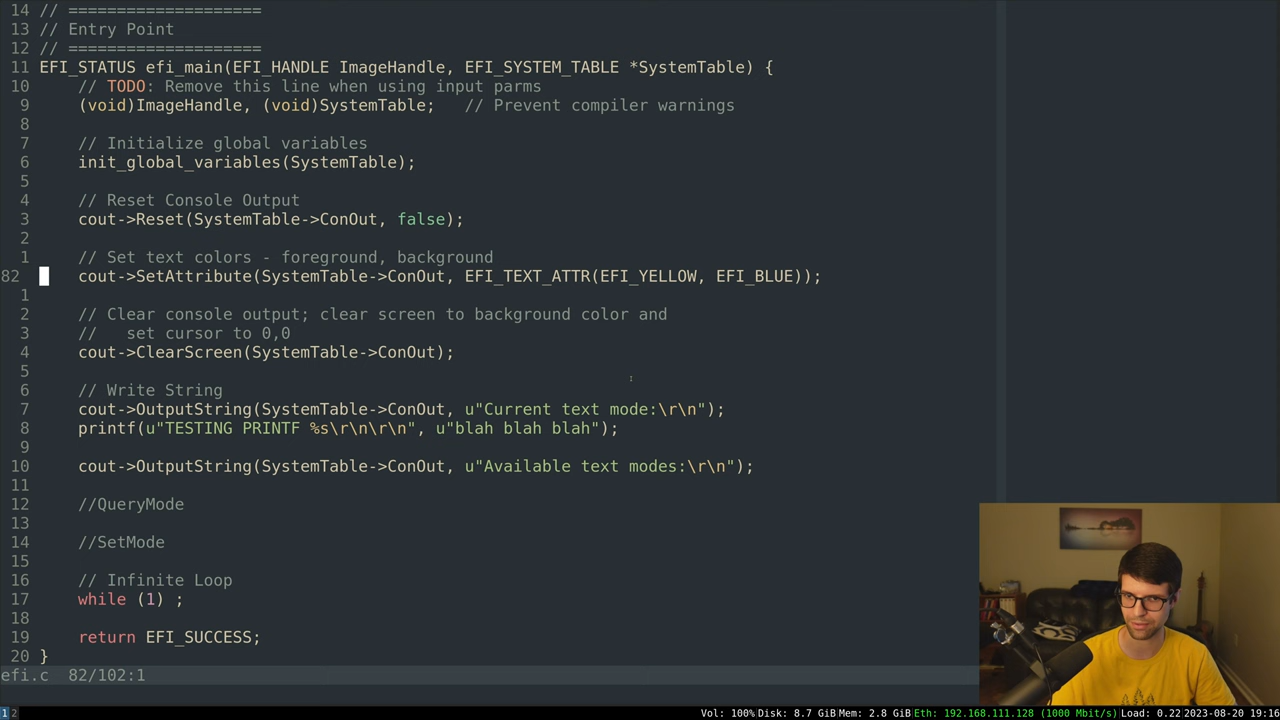 14 // ====================
13 // Entry Point
12 // ====================
11 EFI_STATUS efi_main(EFI_HANDLE ImageHandle, EFI_SYSTEM_TABLE *SystemTable) {
10     // TODO: Remove this line when using input parms
9     (void)ImageHandle, (void)SystemTable;   // Prevent compiler warnings
8
7     // Initialize global variables
6     init_global_variables(SystemTable);
5
4     // Reset Console Output
3     cout->Reset(SystemTable->ConOut, false);
2
1     // Set text colors - foreground, background
82     cout->SetAttribute(SystemTable->ConOut, EFI_TEXT_ATTR(EFI_YELLOW, EFI_BLUE));
1
2     // Clear console output; clear screen to background color and
3     //   set cursor to 0,0
4     cout->ClearScreen(SystemTable->ConOut);
5
6     // Write String
7     cout->OutputString(SystemTable->ConOut, u"Current text mode:\r\n");
8     printf(u"TESTING PRINTF %s\r\n\r\n", u"blah blah blah");
9
10     cout->OutputString(SystemTable->ConOut, u"Available text modes:\r\n");
11
12     //QueryMode
13
14     //SetMode
15
16     // Infinite Loop
17     while (1) ;
18
19     return EFI_SUCCESS;
20 }
efi.c  82/102:1
1 2 Vol: 100% Disk: 8.7 GiB Mem: 2.8 GiB Eth: 192.168.111.128 (1000 Mbit/s) Load: 0.22 2023-08-20 19:16